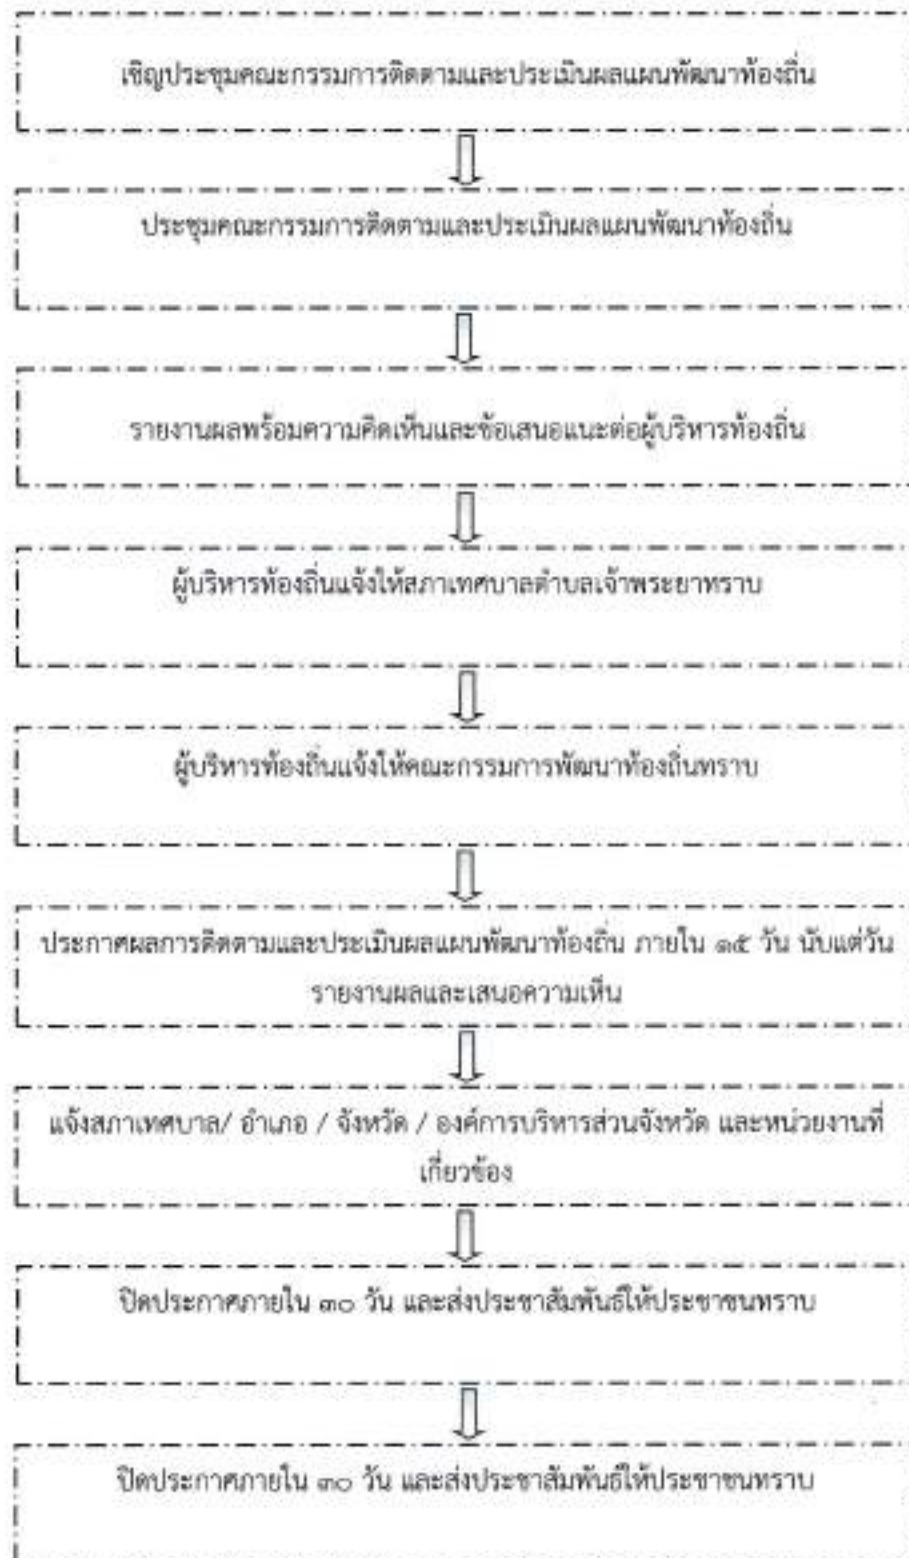 เชิญประชุมคณะกรรมการติดตามและประเมินผลแผนพัฒนาท้องถิ่น
ประชุมคณะกรรมการติดตามและประเมินผลแผนพัฒนาท้องถิ่น
รายงานผลพร้อมความคิดเห็นและข้อเสนอแนะต่อผู้บริหารท้องถิ่น
ผู้บริหารท้องถิ่นแจ้งให้สภาเทศบาลตำบลเจ้าพระยาทราบ
ผู้บริหารท้องถิ่นแจ้งให้คณะกรรมการพัฒนาท้องถิ่นทราบ
ประกาศผลการติดตามและประเมินผลแผนพัฒนาท้องถิ่น ภายใน ๑๕ วัน นับแต่วัน
รายงานผลและเสนอความเห็น
แจ้งสภาเทศบาล/ อำเภอ / จังหวัด / องค์การบริหารส่วนจังหวัด และหน่วยงานที่
เกี่ยวข้อง
ปิดประกาศภายใน ๓๐ วัน และส่งประชาสัมพันธ์ให้ประชาชนทราบ
ปิดประกาศภายใน ๓๐ วัน และส่งประชาสัมพันธ์ให้ประชาชนทราบ